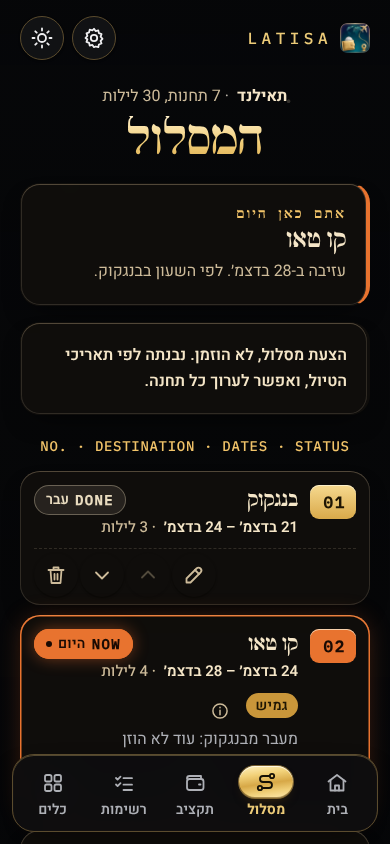 LATISA
תאילנד · 7 תחנות, 30 לילות
המסלול
אתם כאן היום
קו טאו
עזיבה ב-28 בדצמ׳. לפי השעון בבנגקוק.
הצעת מסלול, לא הוזמן. נבנתה לפי תאריכי
הטיול, ואפשר לערוך כל תחנה.
NO. · DESTINATION · DATES · STATUS
01
בנגקוק
DONE עבר
21 בדצמ׳ – 24 בדצמ׳ · 3 לילות
02
קו טאו
NOW היום
24 בדצמ׳ – 28 בדצמ׳ · 4 לילות
גמיש
מעבר מבנגקוק: עוד לא הוזן
בית
מסלול
תקציב
רשימות
כלים